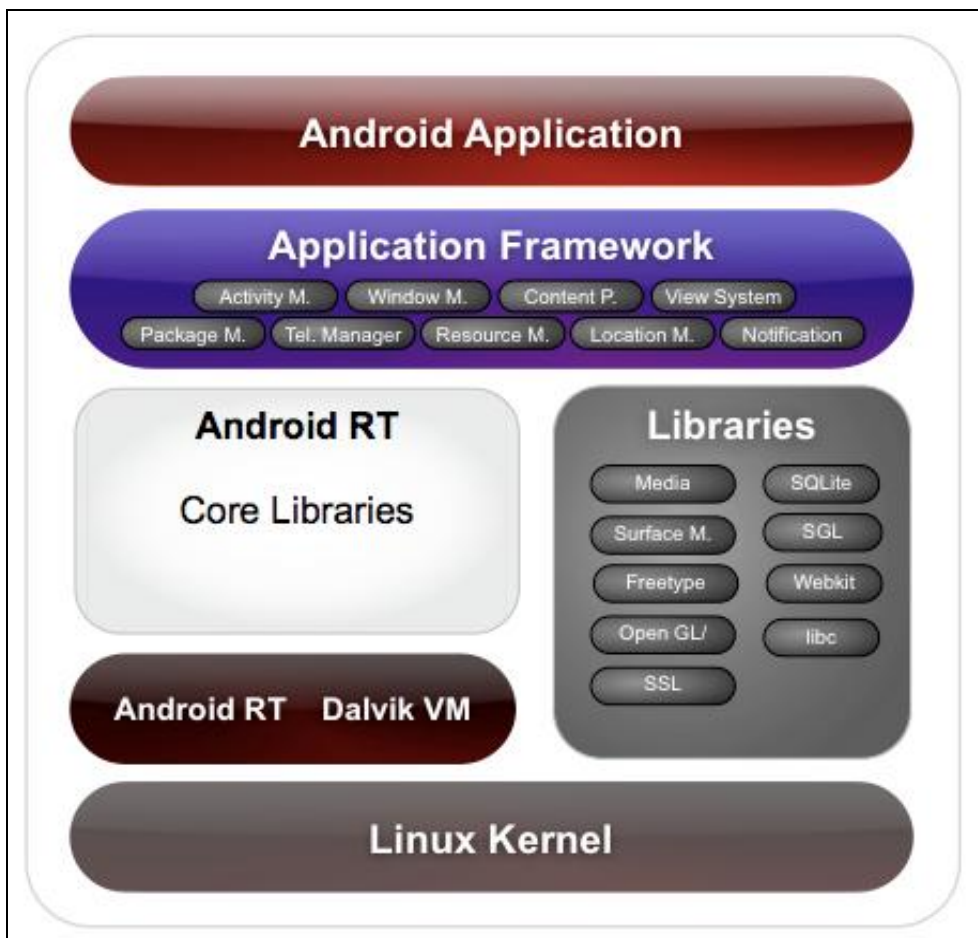 Android Application
Application Framework
Activity M. Window M. Content P. View System
Package M. Tel. Manager Resource M. Location M. Notification
Android RT
Core Libraries
Android RT Dalvik VM
Libraries
Media SQLite
Surface M. SGL
Freetype Webkit
Open GL/ libc
SSL
Linux Kernel